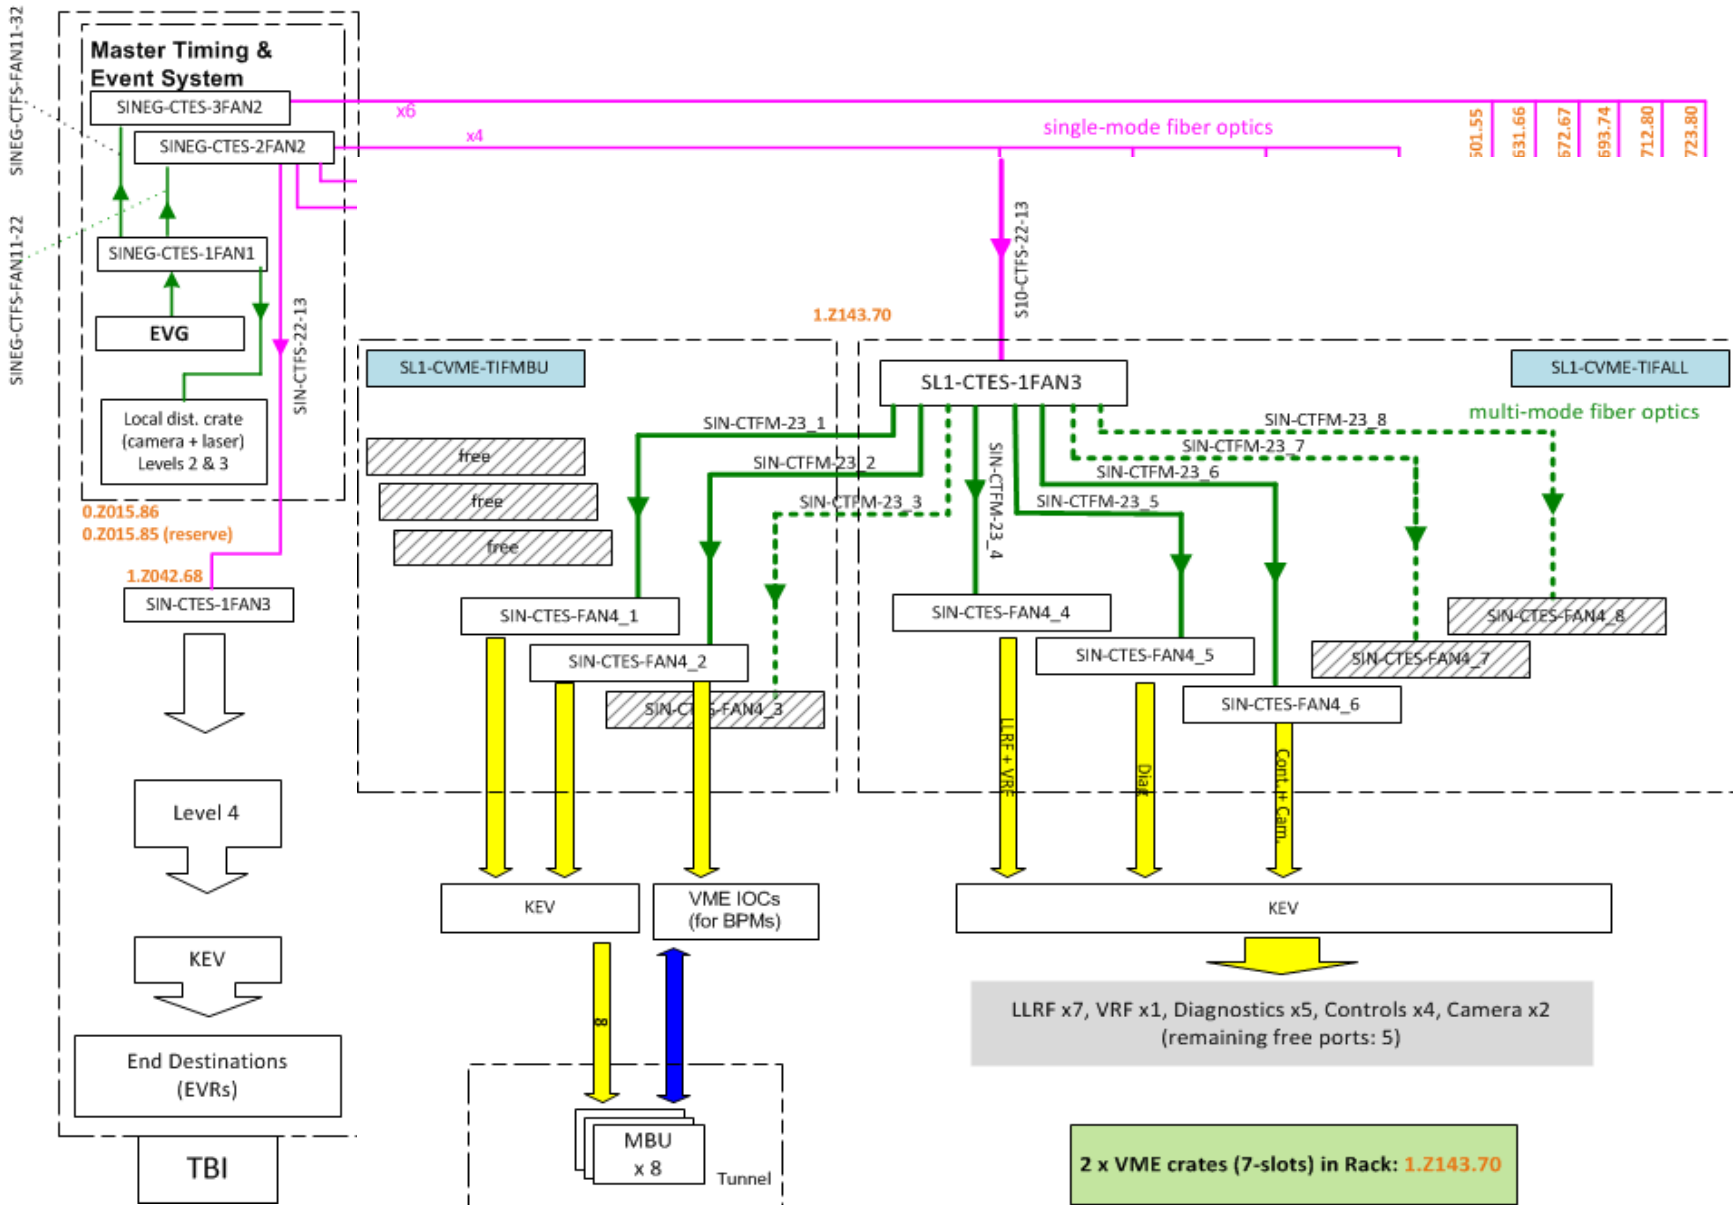 SINEG-CTFS-FAN11-32
SINEG-CTFS-FAN11-22
Master Timing &
Event System
SINEG-CTES-3FAN2
x6
SINEG-CTES-2FAN2
x4
single-mode fiber optics
601.55
631.66
672.67
693.74
712.80
723.80
SINEG-CTES-1FAN1
EVG
SIN-CTFS-22-13
S10-CTFS-22-13
Local dist. crate
(camera + laser)
Levels 2 & 3
0.Z015.86
0.Z015.85 (reserve)
1.Z042.68
SIN-CTES-1FAN3
Level 4
KEV
End Destinations
(EVRs)
TBI
1.Z143.70
SL1-CVME-TIFMBU
free
free
free
SL1-CTES-1FAN3
SL1-CVME-TIFALL
multi-mode fiber optics
SIN-CTFM-23_1
SIN-CTFM-23_2
SIN-CTFM-23_3
SIN-CTFM-23_4
SIN-CTFM-23_5
SIN-CTFM-23_6
SIN-CTFM-23_7
SIN-CTFM-23_8
SIN-CTES-FAN4_1
SIN-CTES-FAN4_2
SIN-CTES-FAN4_3
SIN-CTES-FAN4_4
SIN-CTES-FAN4_5
SIN-CTES-FAN4_6
SIN-CTES-FAN4_7
SIN-CTES-FAN4_8
LLRF + VRF
Diag
Cont. + Cam.
KEV
VME IOCs
(for BPMs)
KEV
8
MBU
x 8
Tunnel
LLRF x7, VRF x1, Diagnostics x5, Controls x4, Camera x2
(remaining free ports: 5)
2 x VME crates (7-slots) in Rack: 1.Z143.70